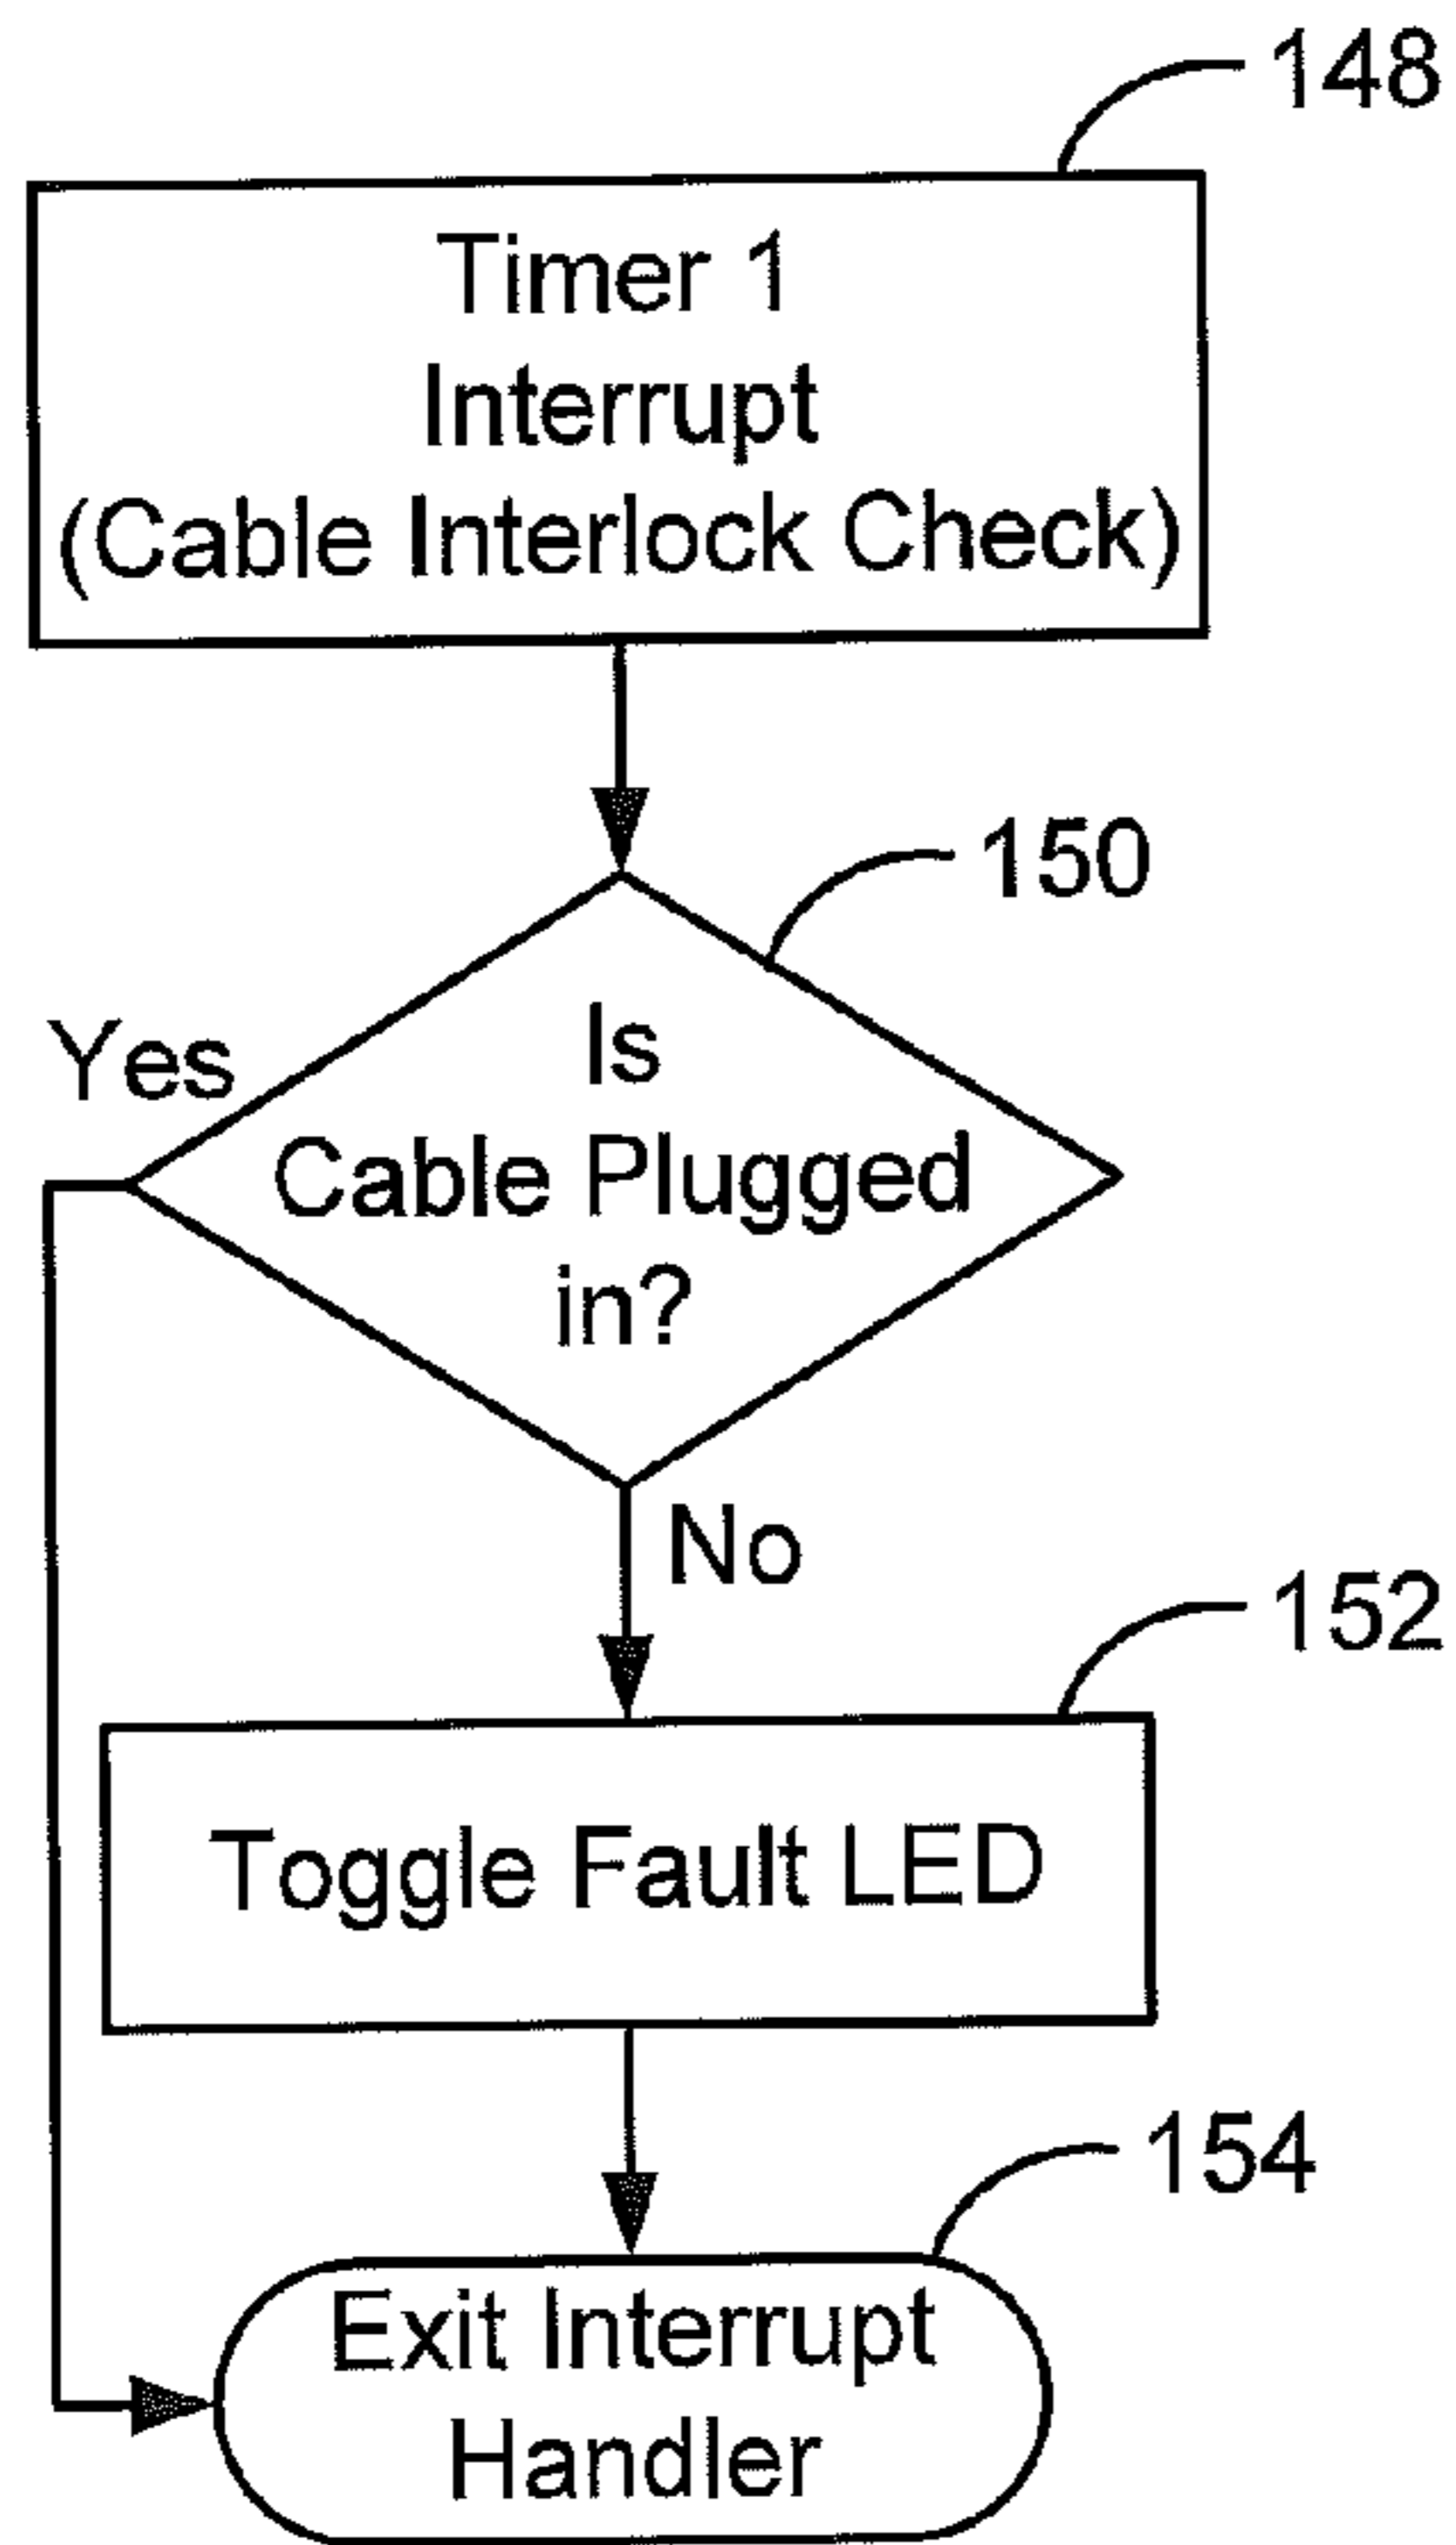 148
Timer 1
Interrupt
(Cable Interlock Check)
150
Yes
Is
Cable Plugged
in?
No
152
Toggle Fault LED
154
Exit Interrupt
Handler